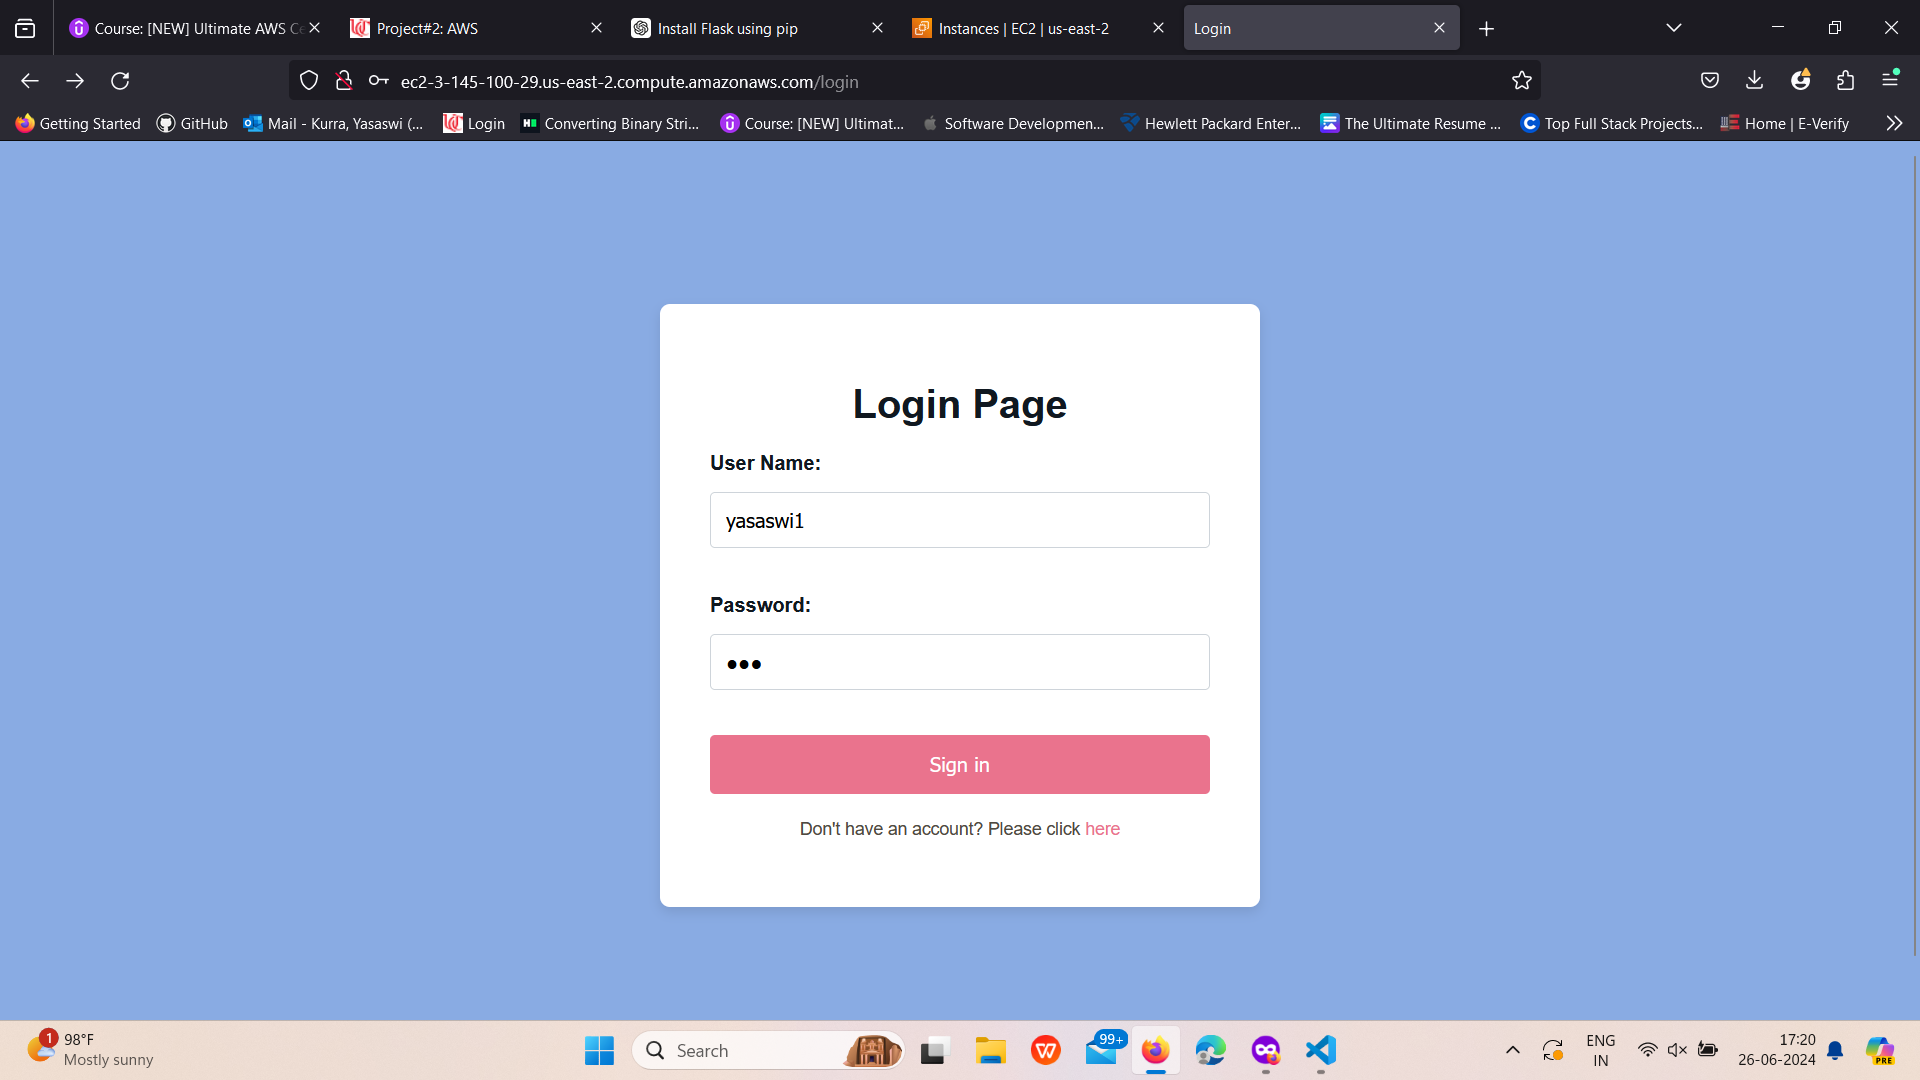 Course: [NEW] Ultimate AWS Ce
Project#2: AWS
Install Flask using pip
Instances | EC2 | us-east-2
Login
ec2-3-145-100-29.us-east-2.compute.amazonaws.com/login
Getting Started
GitHub
Mail - Kurra, Yasaswi (...
Login
Converting Binary Stri...
Course: [NEW] Ultimat...
Software Developmen...
Hewlett Packard Enter...
The Ultimate Resume ...
Top Full Stack Projects...
Home | E-Verify
Login Page
User Name:
yasaswi1
Password:
•••
Sign in
Don't have an account? Please click here
1
98°F
Mostly sunny
Search
99+
ENG
IN
17:20
26-06-2024
PRE